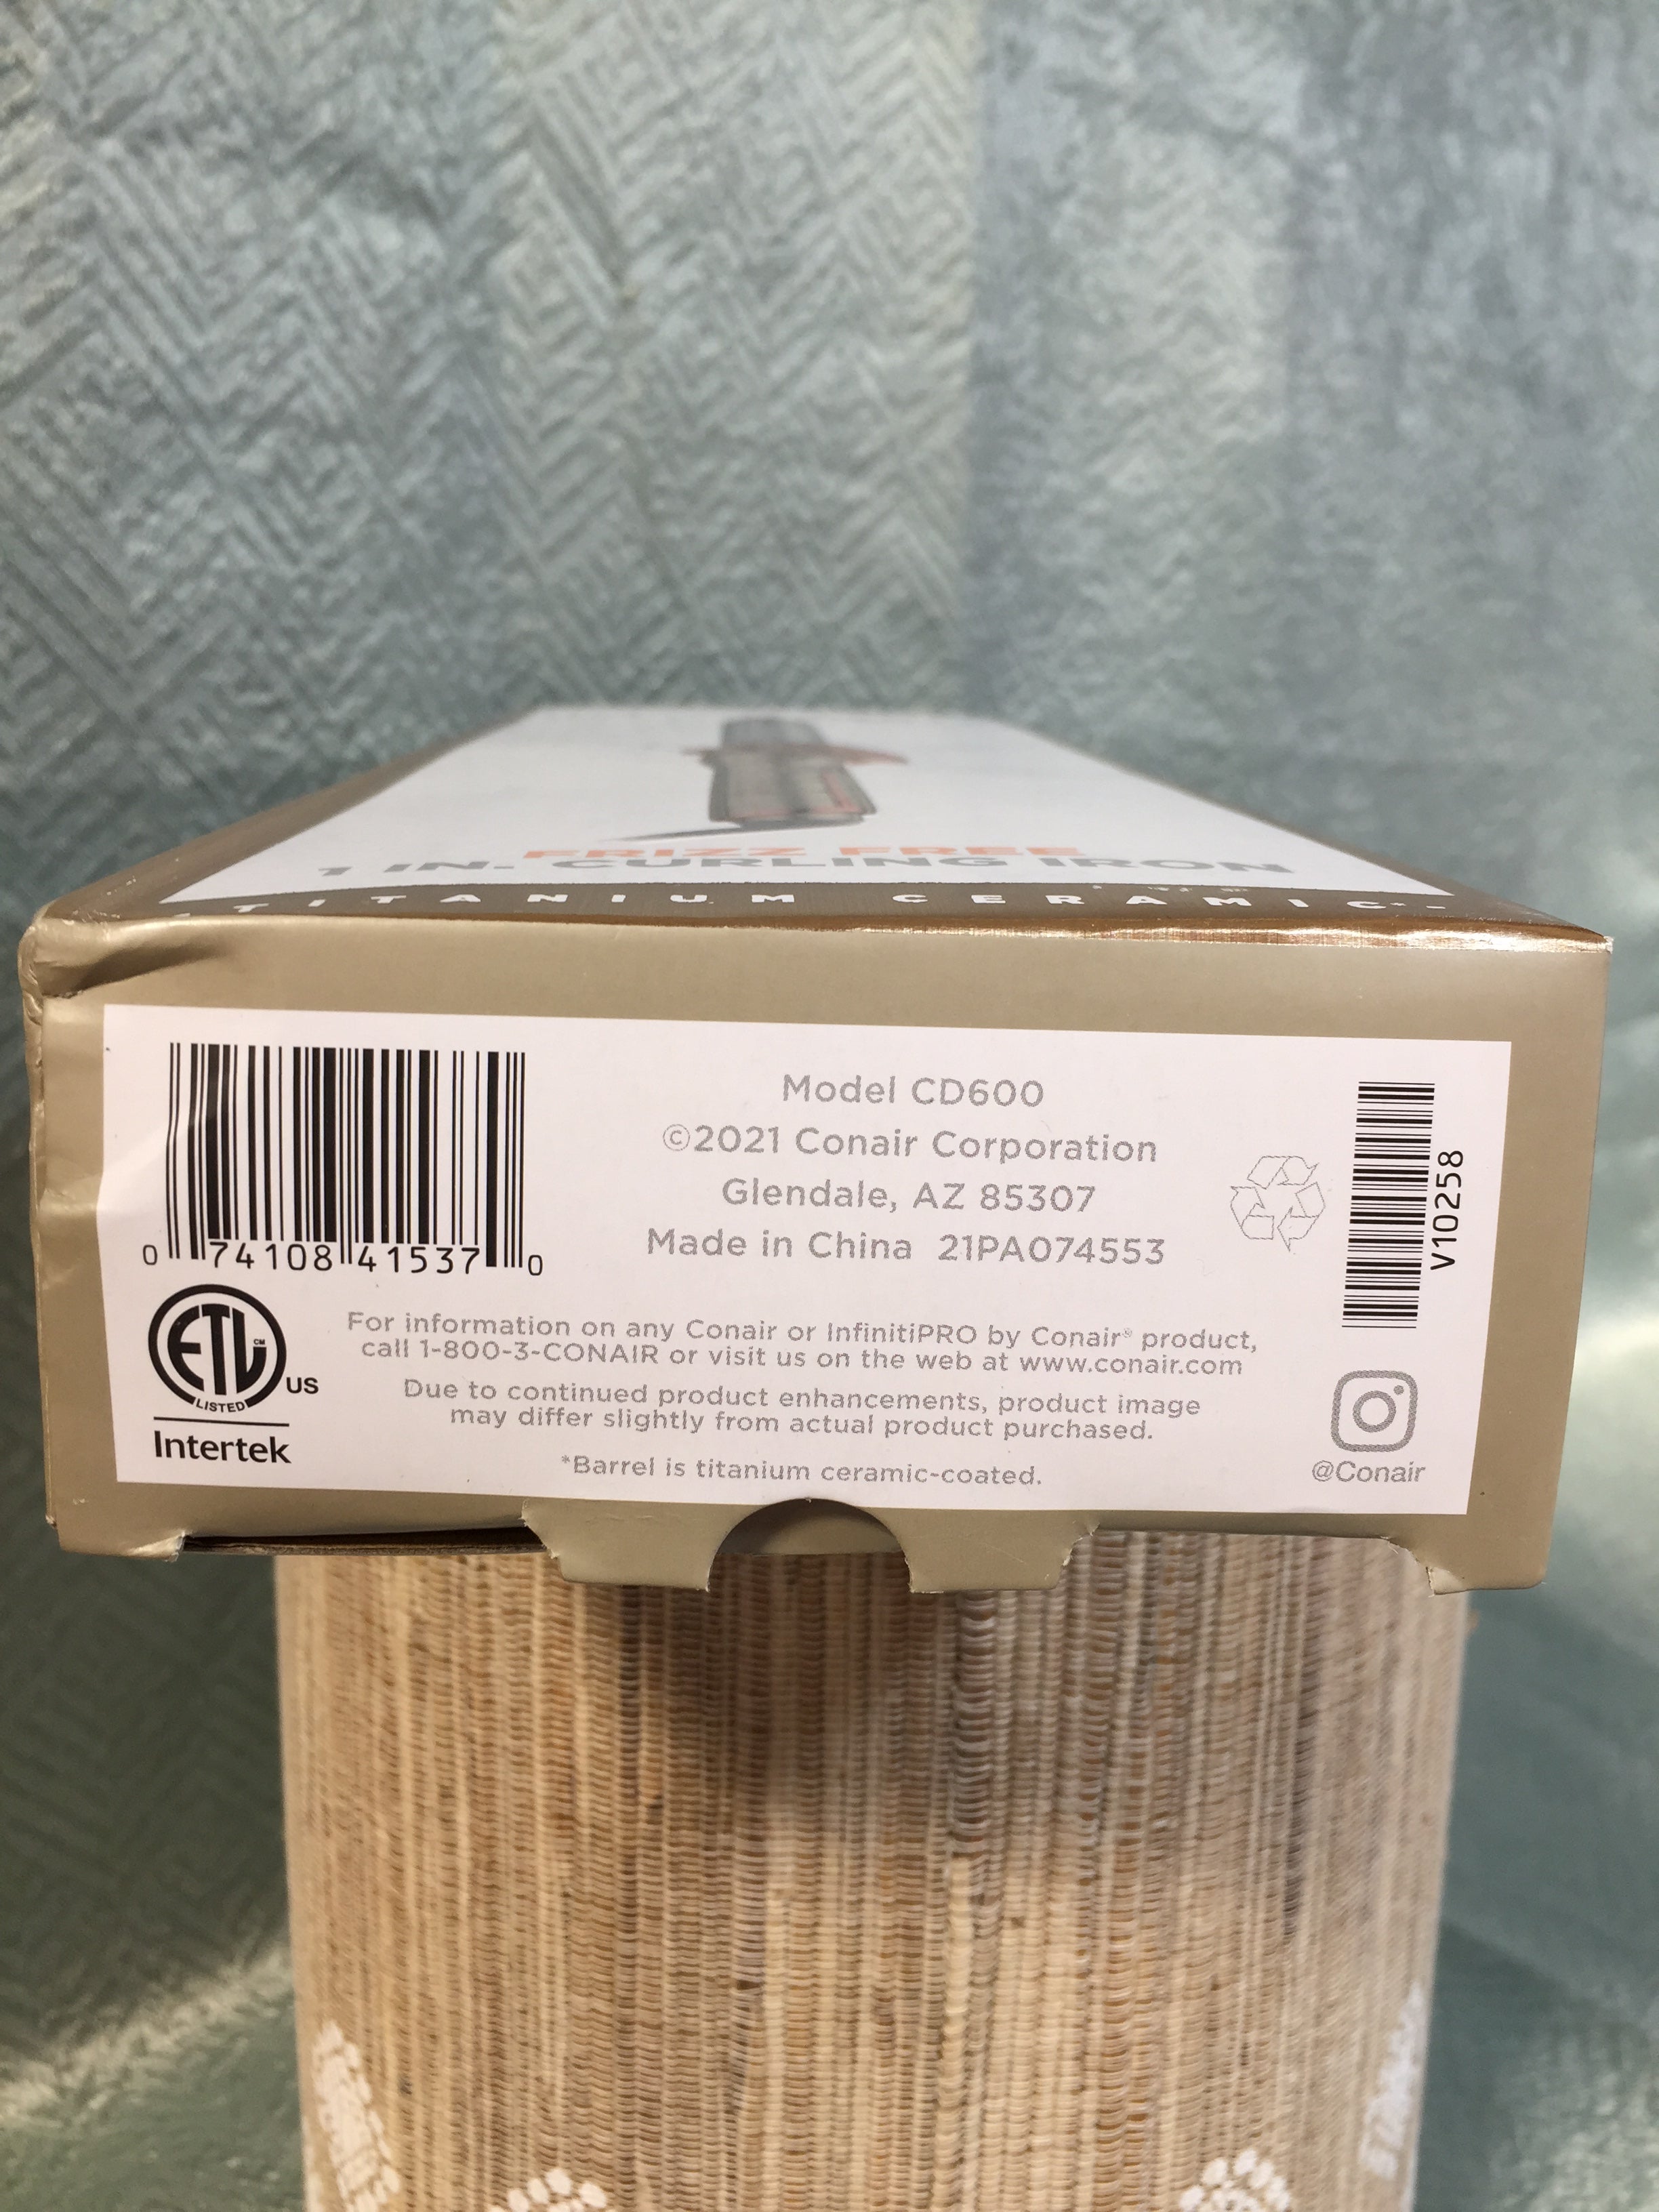 FRIZZ FREE
1 IN. CURLING IRON
TITANIUM CERAMIC*
0 74108 41537 0
Model CD600
©2021 Conair Corporation
Glendale, AZ 85307
Made in China 21PA074553
V10258
ETL
CM
LISTED
US
Intertek
For information on any Conair or InfinitiPRO by Conair® product,
call 1-800-3-CONAIR or visit us on the web at www.conair.com
Due to continued product enhancements, product image
may differ slightly from actual product purchased.
*Barrel is titanium ceramic-coated.
@Conair